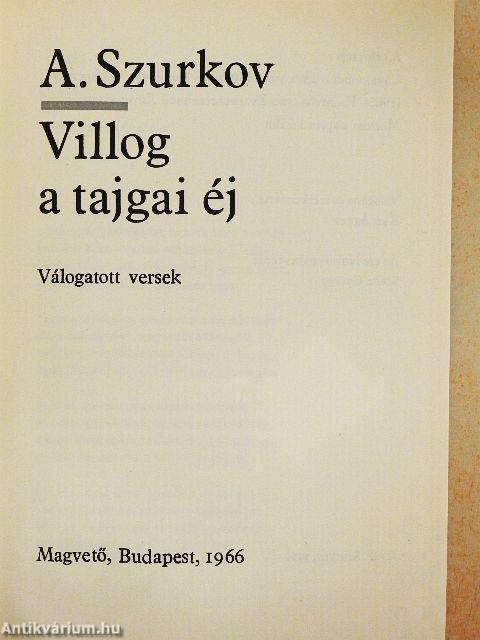 A. Szurkov
Villog
a tajgai éj
Válogatott versek
Magvető, Budapest, 1966
Antikvárium.hu